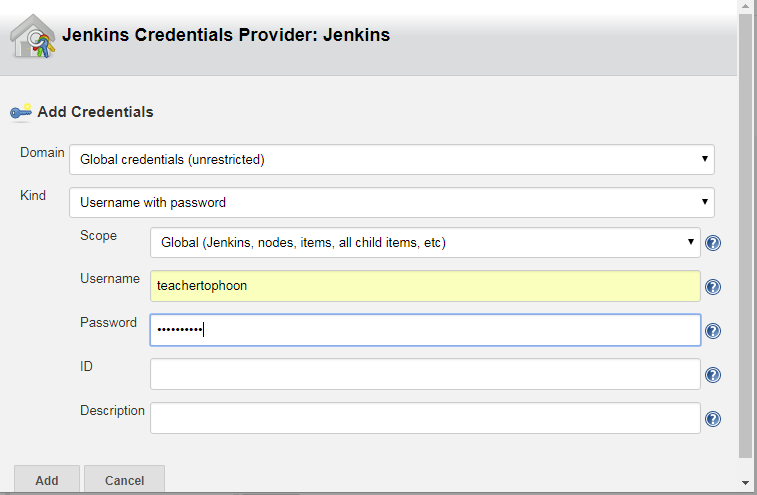 Jenkins Credentials Provider: Jenkins
Add Credentials
Domain Global credentials (unrestricted)
Kind Username with password
Scope Global (Jenkins, nodes, items, all child items, etc)
Username teachertophoon
Password ••••••••••
ID
Description
Add Cancel